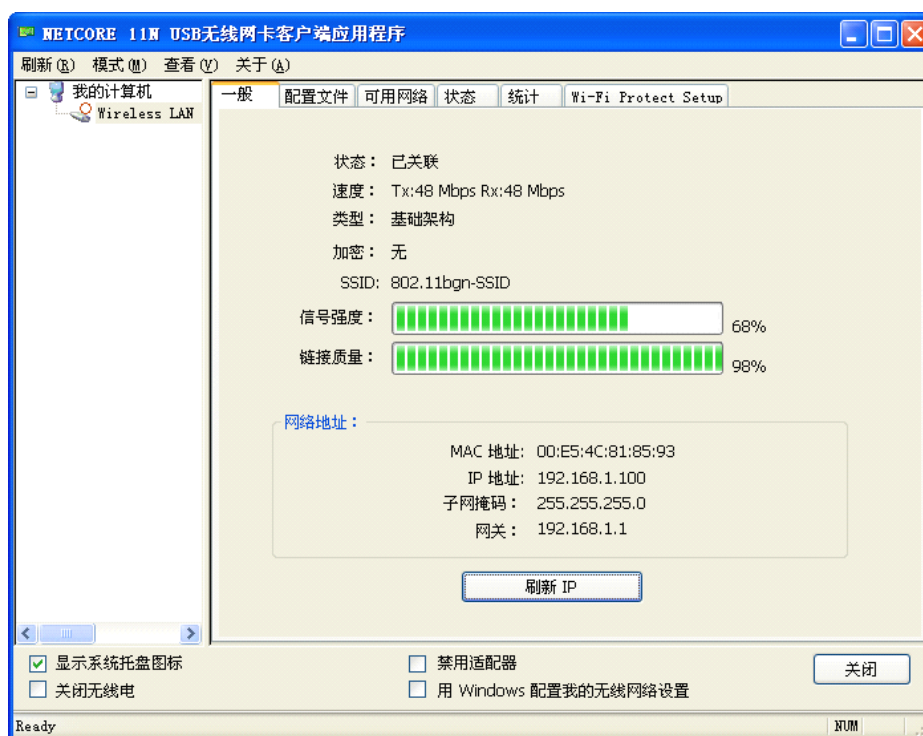 NETCORE 11N USB无线网卡客户端应用程序
刷新(R) 模式(M) 查看(V) 关于(A)
我的计算机
Wireless LAN
一般 配置文件 可用网络 状态 统计 Wi-Fi Protect Setup
状态： 已关联
速度： Tx:48 Mbps Rx:48 Mbps
类型： 基础架构
加密： 无
SSID: 802.11bgn-SSID
信号强度： 68%
链接质量： 98%
网络地址：
MAC 地址: 00:E5:4C:81:85:93
IP 地址: 192.168.1.100
子网掩码： 255.255.255.0
网关： 192.168.1.1
刷新 IP
显示系统托盘图标 禁用适配器 关闭
关闭无线电 用 Windows 配置我的无线网络设置
Ready NUM